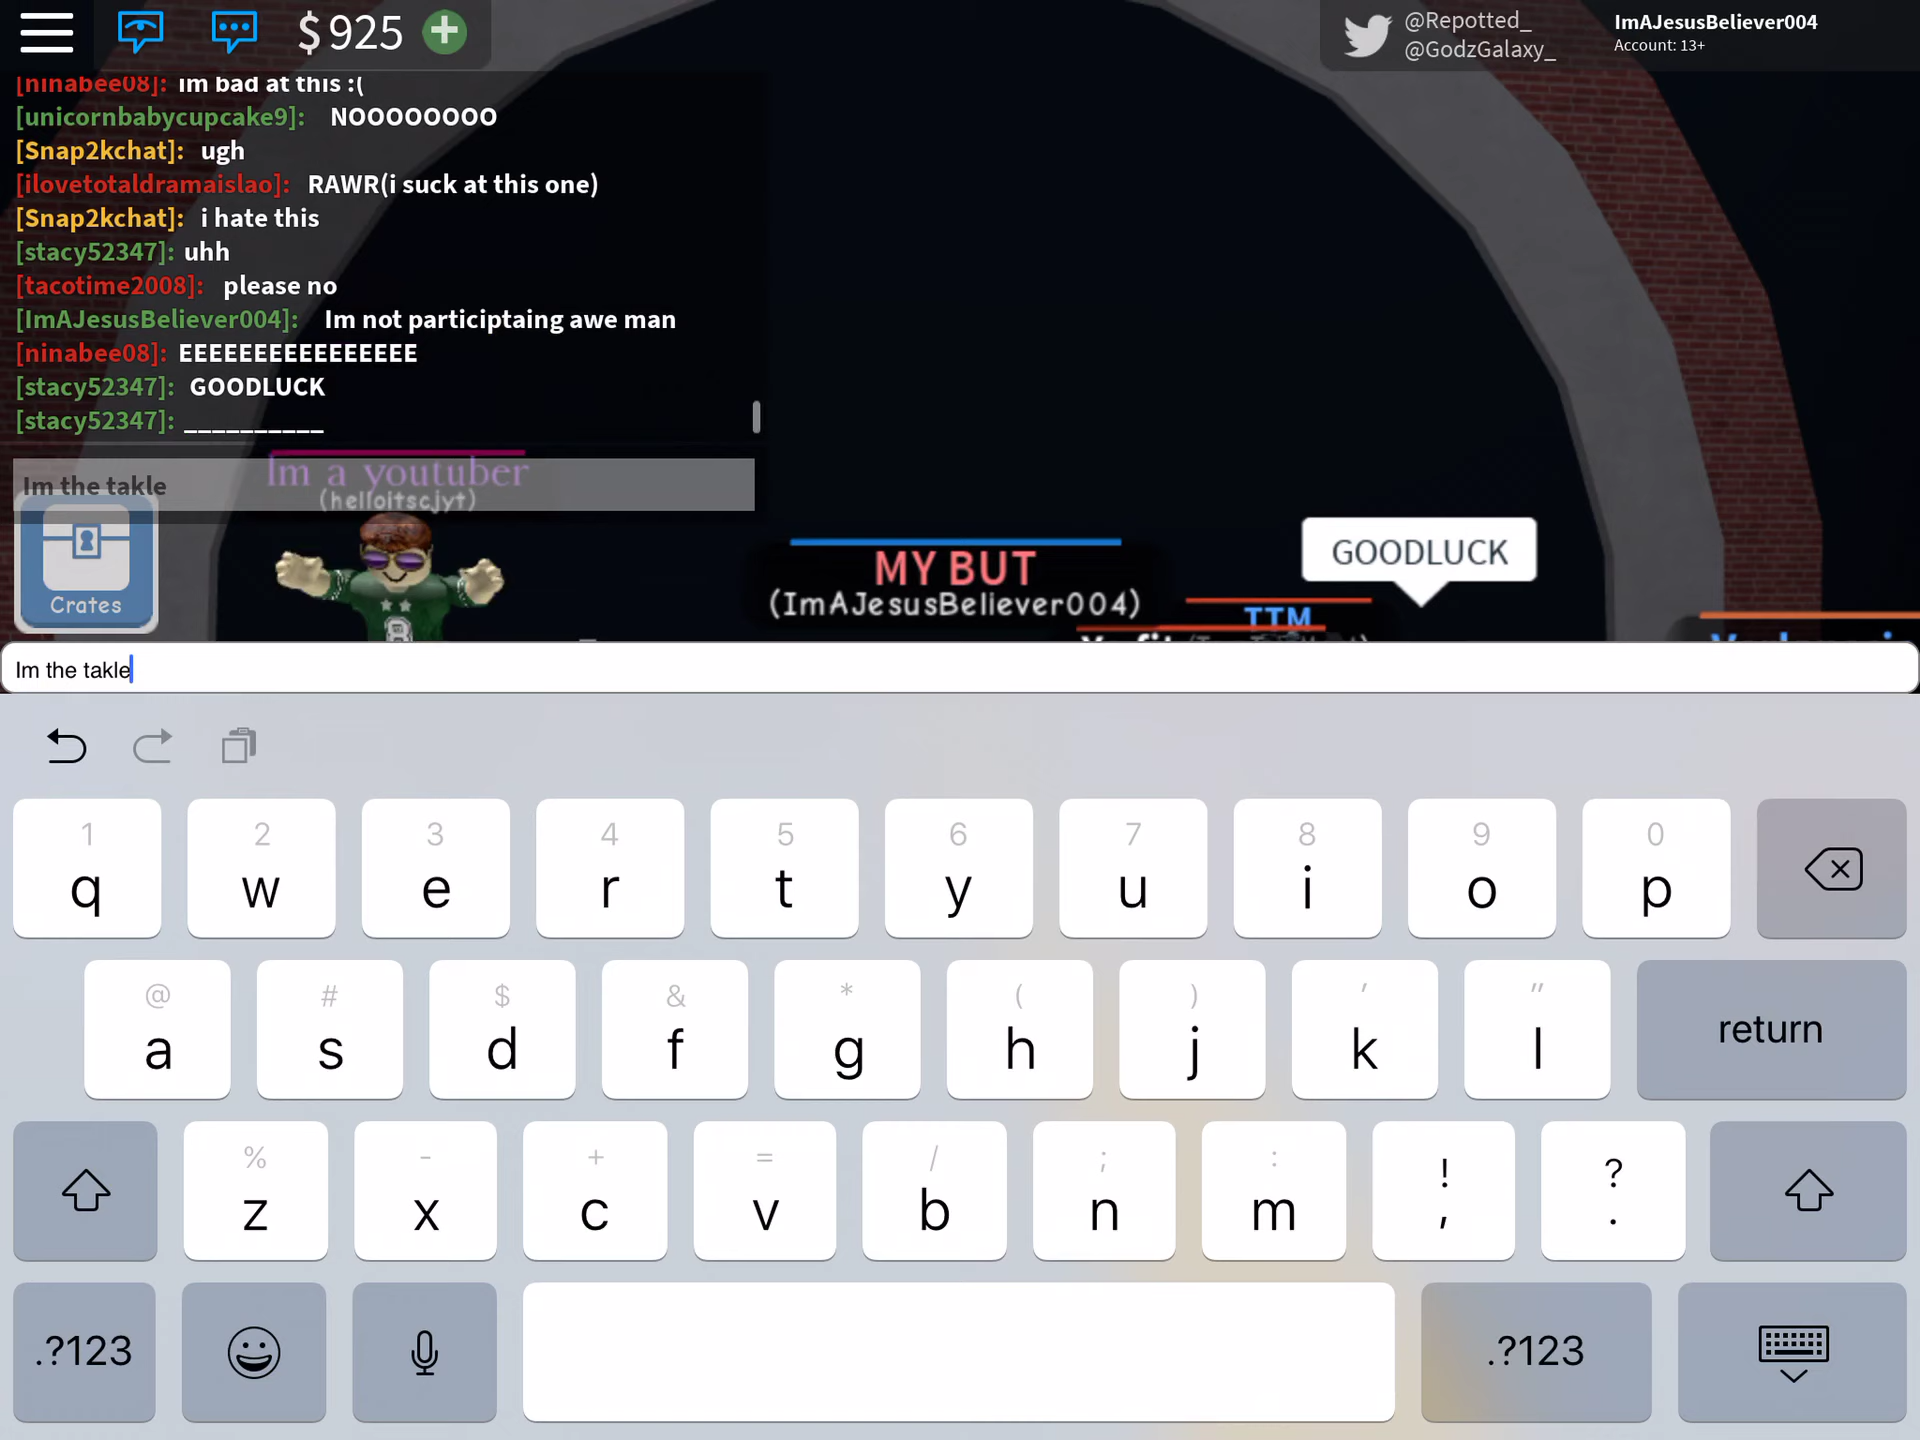 $925
@Repotted_
@GodzGalaxy_
ImAJesusBeliever004
Account: 13+
[ninabee08]: im bad at this :(
[unicornbabycupcake9]: NOOOOOOOO
[Snap2kchat]: ugh
[ilovetotaldramaislao]: RAWR(i suck at this one)
[Snap2kchat]: i hate this
[stacy52347]: uhh
[tacotime2008]: please no
[ImAJesusBeliever004]: Im not participtaing awe man
[ninabee08]: EEEEEEEEEEEEEEEE
[stacy52347]: GOODLUCK
[stacy52347]: __________
Im the takle
Im a youtuber
(helloitscjyt)
Crates
MY BUT
(ImAJesusBeliever004)
GOODLUCK
TTM
Im the takle
1 2 3 4 5 6 7 8 9 0
q w e r t y u i o p
@ # $ & * ( ) ' "
a s d f g h j k l return
% - + = / ; : ! ?
z x c v b n m , .
.?123 .?123